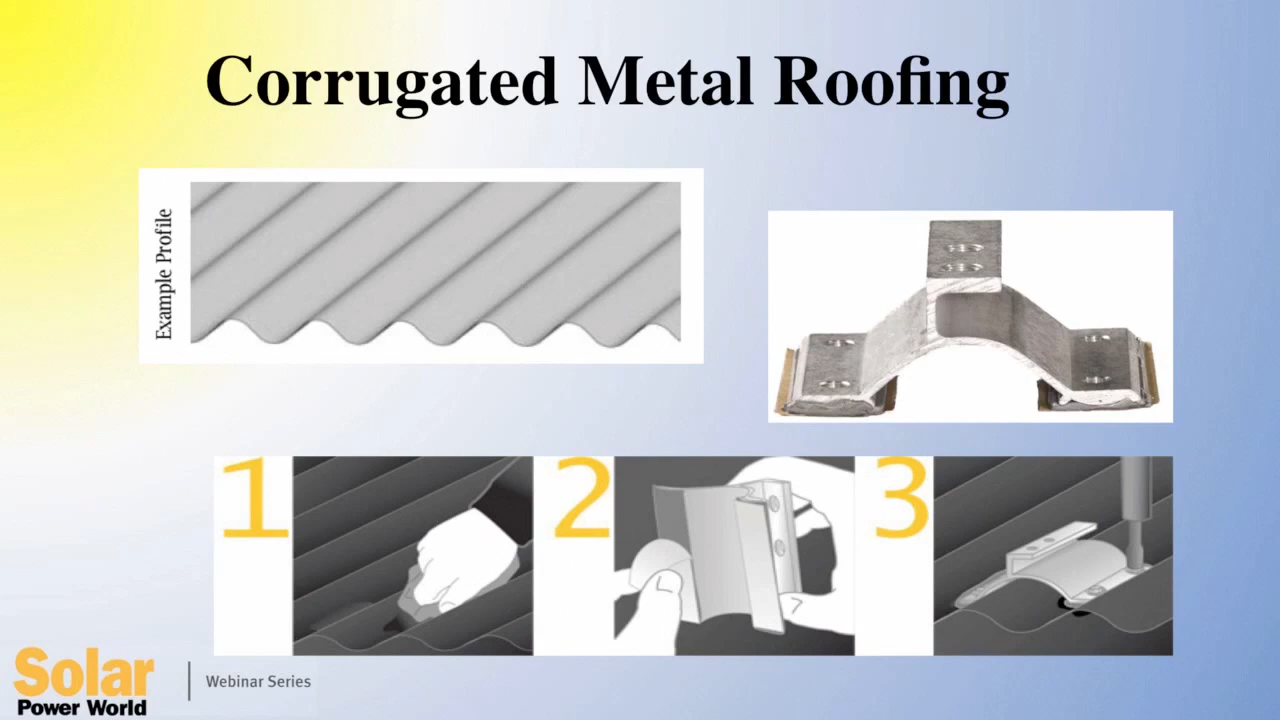 Corrugated Metal Roofing
Example Profile
1
2
3
Solar
Power World
Webinar Series